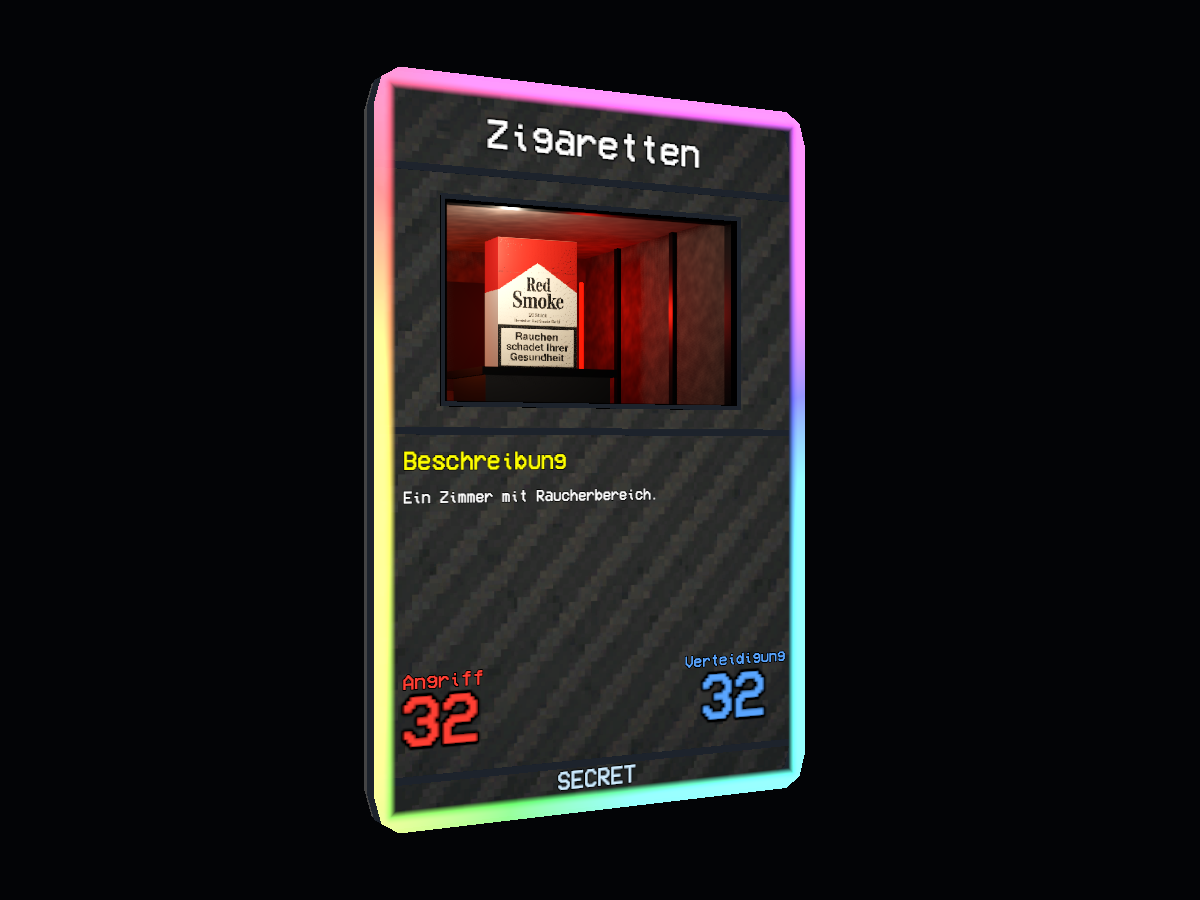 Zigaretten
Red
Smoke
Rauchen
schadet Ihrer
Gesundheit
Beschreibung
Ein Zimmer mit Raucherbereich.
Angriff
32
Verteidigung
32
SECRET